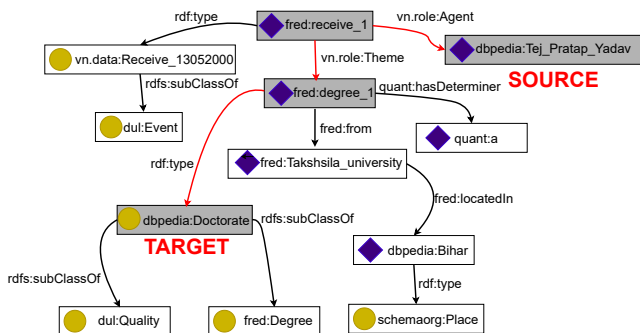 rdf:type
fred:receive_1
vn.role:Agent
vn.data:Receive_13052000
vn.role:Theme
dbpedia:Tej_Pratap_Yadav
SOURCE
rdfs:subClassOf
fred:degree_1
quant:hasDeterminer
dul:Event
fred:from
quant:a
rdf:type
fred:Takshsila_university
fred:locatedIn
dbpedia:Doctorate
rdfs:subClassOf
TARGET
dbpedia:Bihar
rdfs:subClassOf
rdf:type
dul:Quality
fred:Degree
schemaorg:Place